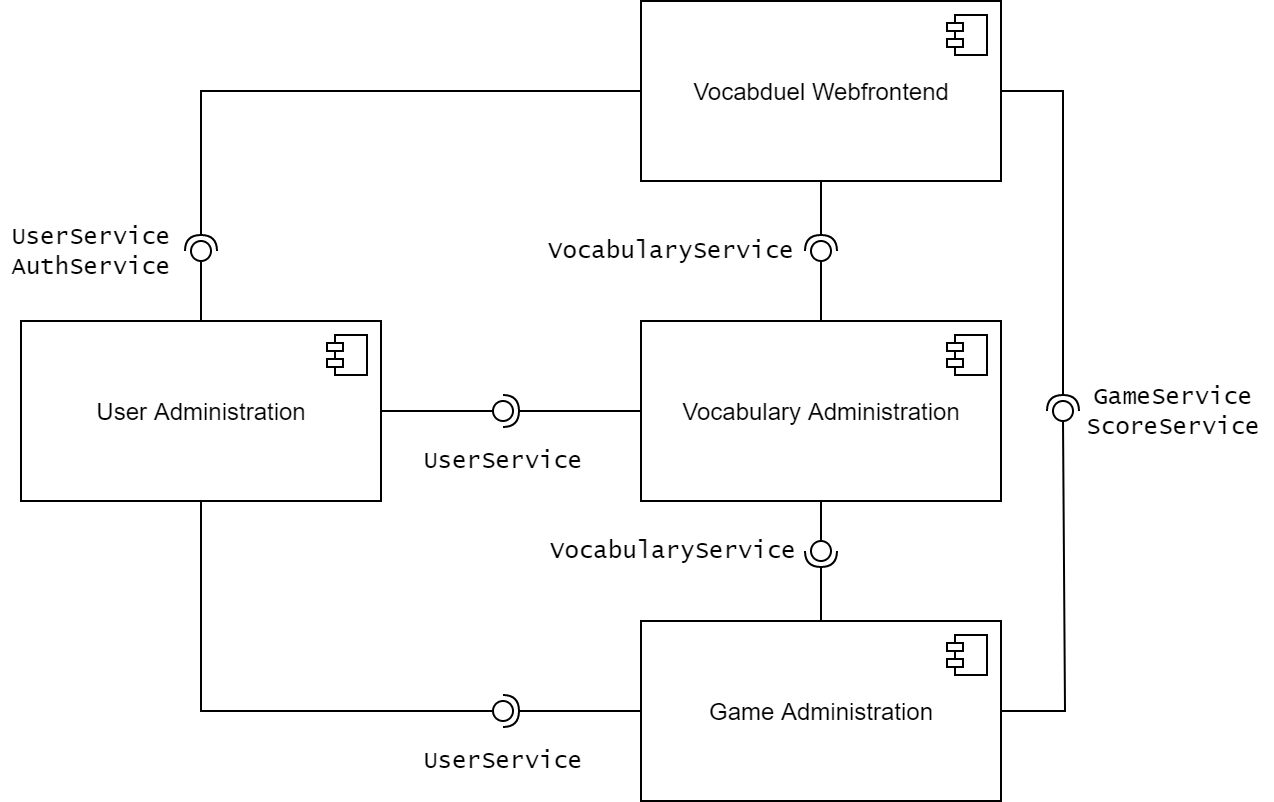 Vocabduel Webfrontend
UserService
AuthService
VocabularyService
User Administration
Vocabulary Administration
GameService
ScoreService
UserService
VocabularyService
Game Administration
UserService